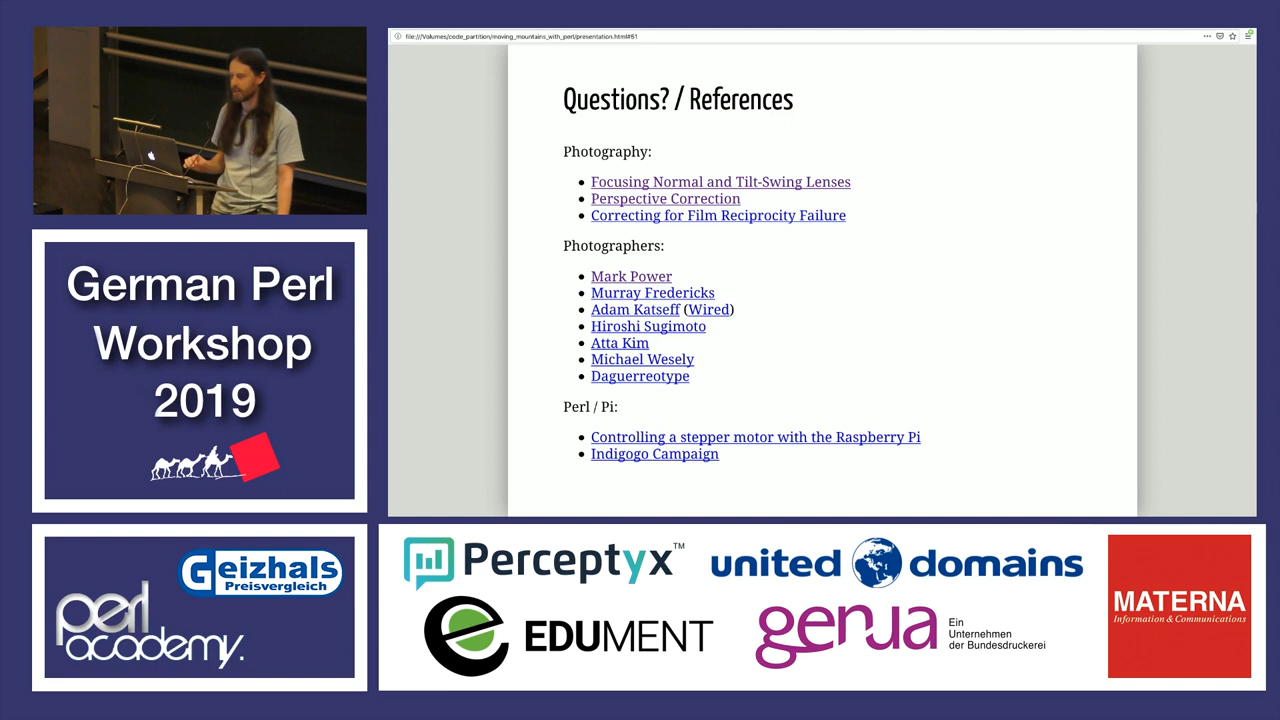 file:///Volumes/code_partition/moving_mountains_with_perl/presentation.html#51
Questions? / References
Photography:
Focusing Normal and Tilt-Swing Lenses
Perspective Correction
Correcting for Film Reciprocity Failure
Photographers:
Mark Power
Murray Fredericks
Adam Katseff (Wired)
Hiroshi Sugimoto
Atta Kim
Michael Wesely
Daguerreotype
Perl / Pi:
Controlling a stepper motor with the Raspberry Pi
Indigogo Campaign
German Perl
Workshop
2019
Geizhals
Preisvergleich
perl
academy.
Perceptyx™
united domains
EDUMENT
genua
Ein
Unternehmen
der Bundesdruckerei
MATERNA
Information & Communications